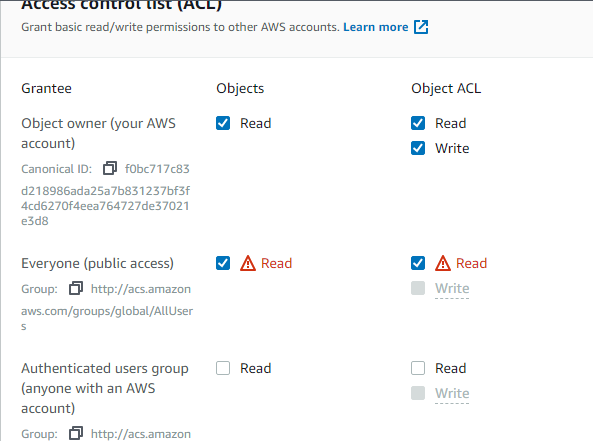 Access control list (ACL)
Grant basic read/write permissions to other AWS accounts. Learn more
Grantee Objects Object ACL
Object owner (your AWS account) Read Read
Write
Canonical ID: f0bc717c83
d218986ada25a7b831237bf3f
4cd6270f4eea764727de37021
e3d8
Everyone (public access) Read Read
Group: http://acs.amazon Write
aws.com/groups/global/AllUser
s
Authenticated users group Read Read
(anyone with an AWS Write
account)
Group: http://acs.amazon